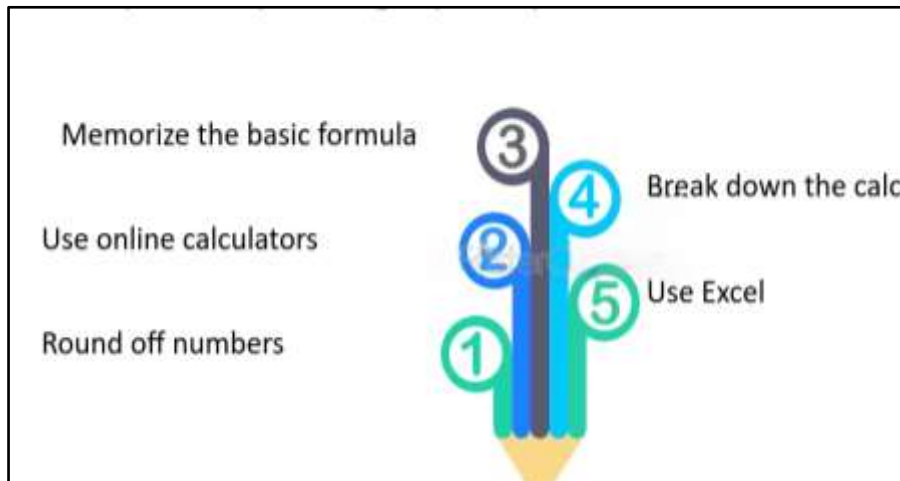 Memorize the basic formula
3
4
Break down the calc
Use online calculators
2
Use Excel
5
Round off numbers
1